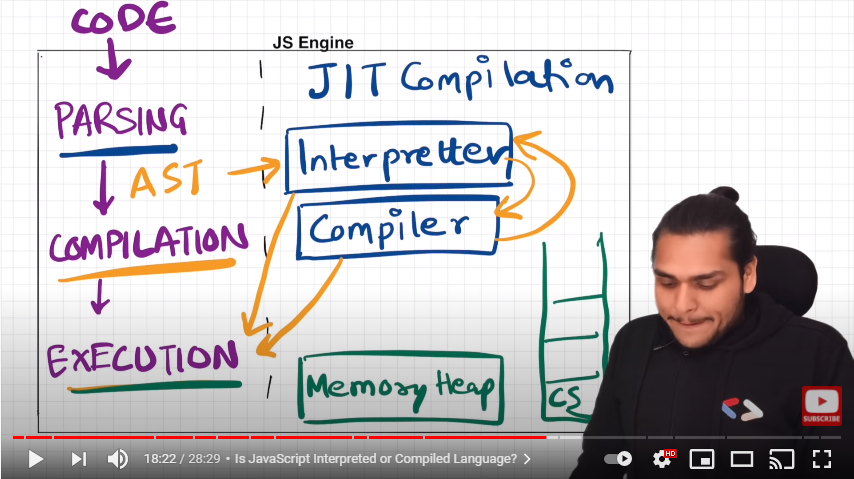 CODE
JS Engine
JIT Compilation
PARSING
AST
Interpretter
COMPILATION
Compiler
EXECUTION
Memory Heap
CS
SUBSCRIBE
18:22 / 28:29 • Is JavaScript Interpreted or Compiled Language? >
HD